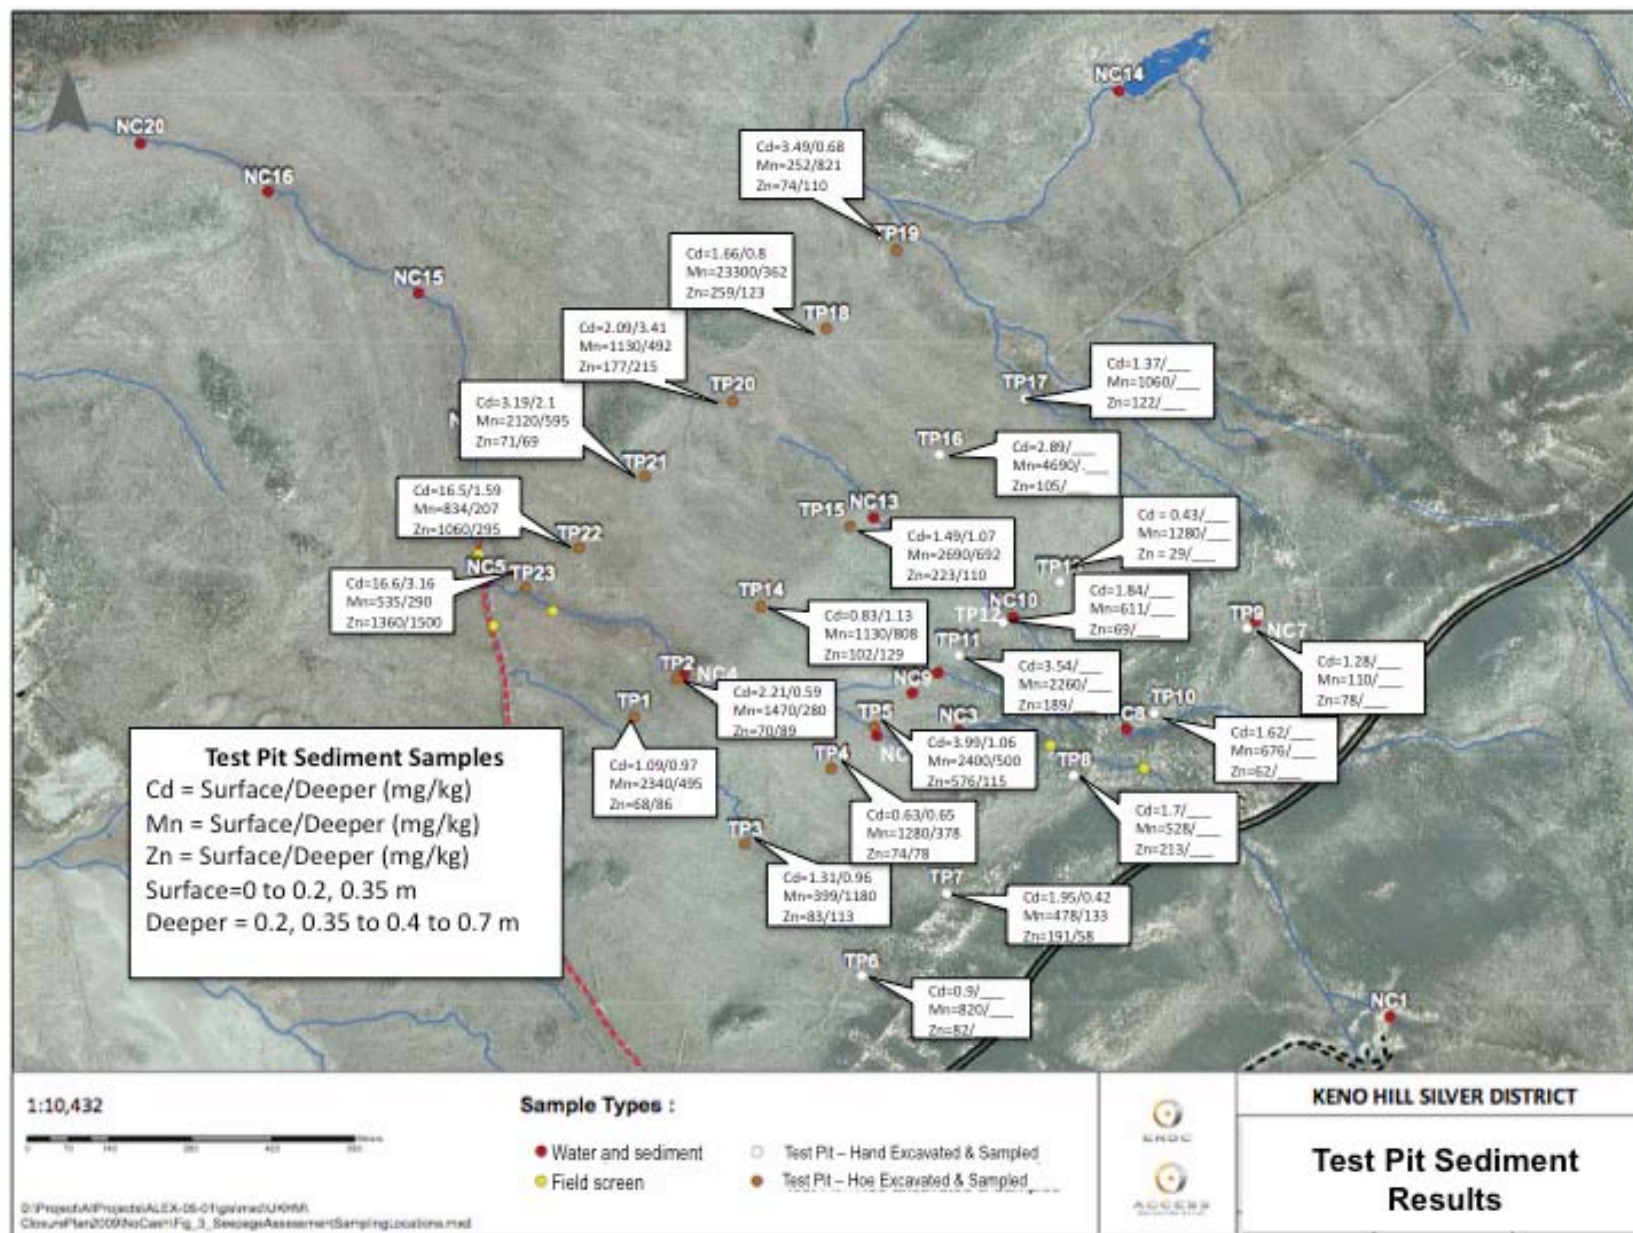 NC14
NC20
Cd=3.49/0.68
Mn=252/821
Zn=74/110
NC16
TP19
Cd=1.66/0.8
Mn=23300/362
Zn=259/123
NC15
TP18
Cd=2.09/3.41
Mn=1130/492
Zn=177/215
Cd=1.37/___
Mn=1060/___
Zn=122/___
TP17
TP20
Cd=3.19/2.1
Mn=2120/595
Zn=71/69
TP16
Cd=2.89/___
Mn=4690/.___
Zn=105/___
TP21
Cd=16.5/1.59
Mn=834/207
Zn=1060/295
TP15
NC13
Cd = 0.43/___
Mn=1280/___
Zn = 29/___
TP22
Cd=1.49/1.07
Mn=2690/692
Zn=223/110
NC5
TP23
Cd=16.6/3.16
Mn=535/290
Zn=1360/1500
TP14
Cd=1.84/___
Mn=611/___
Zn=69/___
NC10
TP12
TP9
NC7
Cd=0.83/1.13
Mn=1130/808
Zn=102/129
TP11
Cd=1.28/___
Mn=110/___
Zn=78/___
TP2
NC4
Cd=3.54/___
Mn=2260/___
Zn=189/___
NC9
Cd=2.21/0.59
Mn=1470/280
Zn=70/89
TP1
TP5
NC3
NC8
TP10
Cd=1.62/___
Mn=676/___
Zn=62/___
Cd=3.99/1.06
Mn=2400/500
Zn=576/115
TP4
TP8
Cd=1.09/0.97
Mn=2340/495
Zn=68/86
Cd=0.63/0.65
Mn=1280/378
Zn=74/78
Cd=1.7/___
Mn=528/___
Zn=213/___
TP3
Cd=1.31/0.96
Mn=399/1180
Zn=83/113
TP7
Cd=1.95/0.42
Mn=478/133
Zn=191/58
TP6
Cd=0.9/___
Mn=820/___
Zn=82/
NC1
Test Pit Sediment Samples
Cd = Surface/Deeper (mg/kg)
Mn = Surface/Deeper (mg/kg)
Zn = Surface/Deeper (mg/kg)
Surface=0 to 0.2, 0.35 m
Deeper = 0.2, 0.35 to 0.4 to 0.7 m
1:10,432
Sample Types :
Water and sediment
Field screen
Test Pit – Hand Excavated & Sampled
Test Pit – Hoe Excavated & Sampled
ERDC
ACCESS
KENO HILL SILVER DISTRICT
Test Pit Sediment
Results